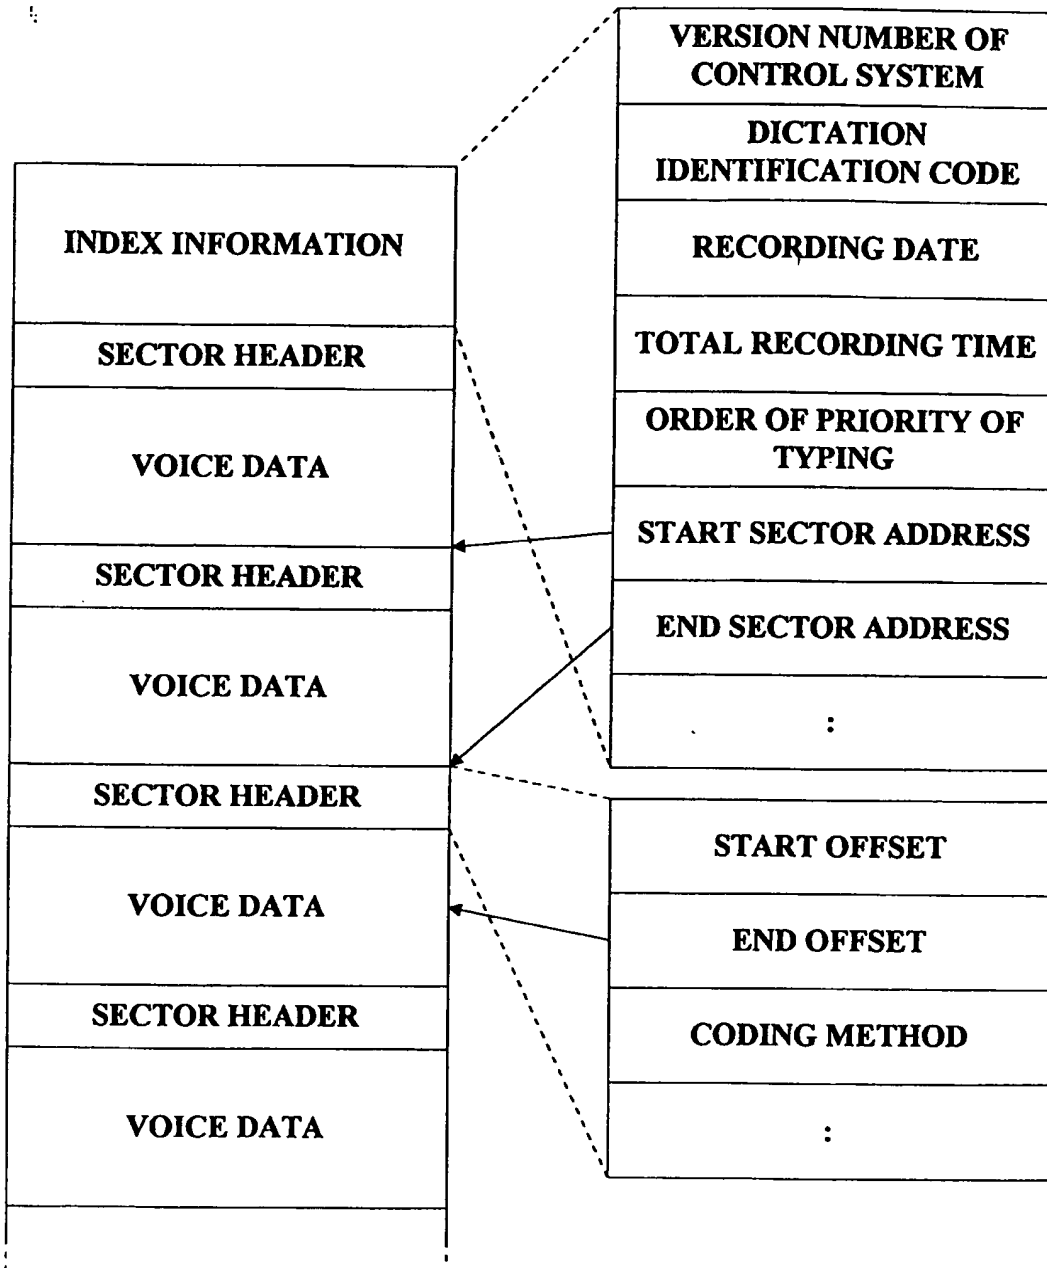 INDEX INFORMATION
SECTOR HEADER
VOICE DATA
SECTOR HEADER
VOICE DATA
SECTOR HEADER
VOICE DATA
SECTOR HEADER
VOICE DATA
VERSION NUMBER OF
CONTROL SYSTEM
DICTATION
IDENTIFICATION CODE
RECORDING DATE
TOTAL RECORDING TIME
ORDER OF PRIORITY OF
TYPING
START SECTOR ADDRESS
END SECTOR ADDRESS
:
START OFFSET
END OFFSET
CODING METHOD
: